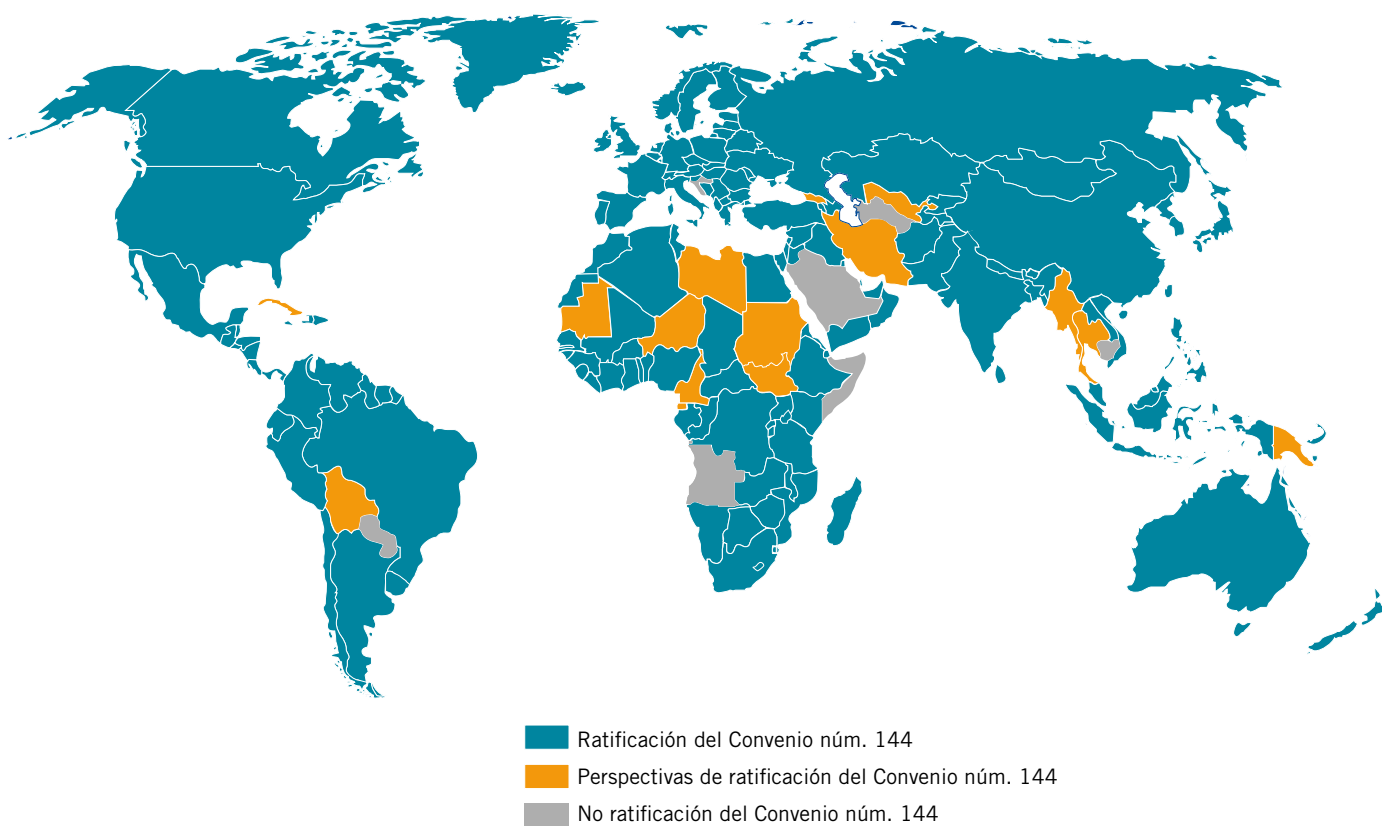 Ratificación del Convenio núm. 144
Perspectivas de ratificación del Convenio núm. 144
No ratificación del Convenio núm. 144